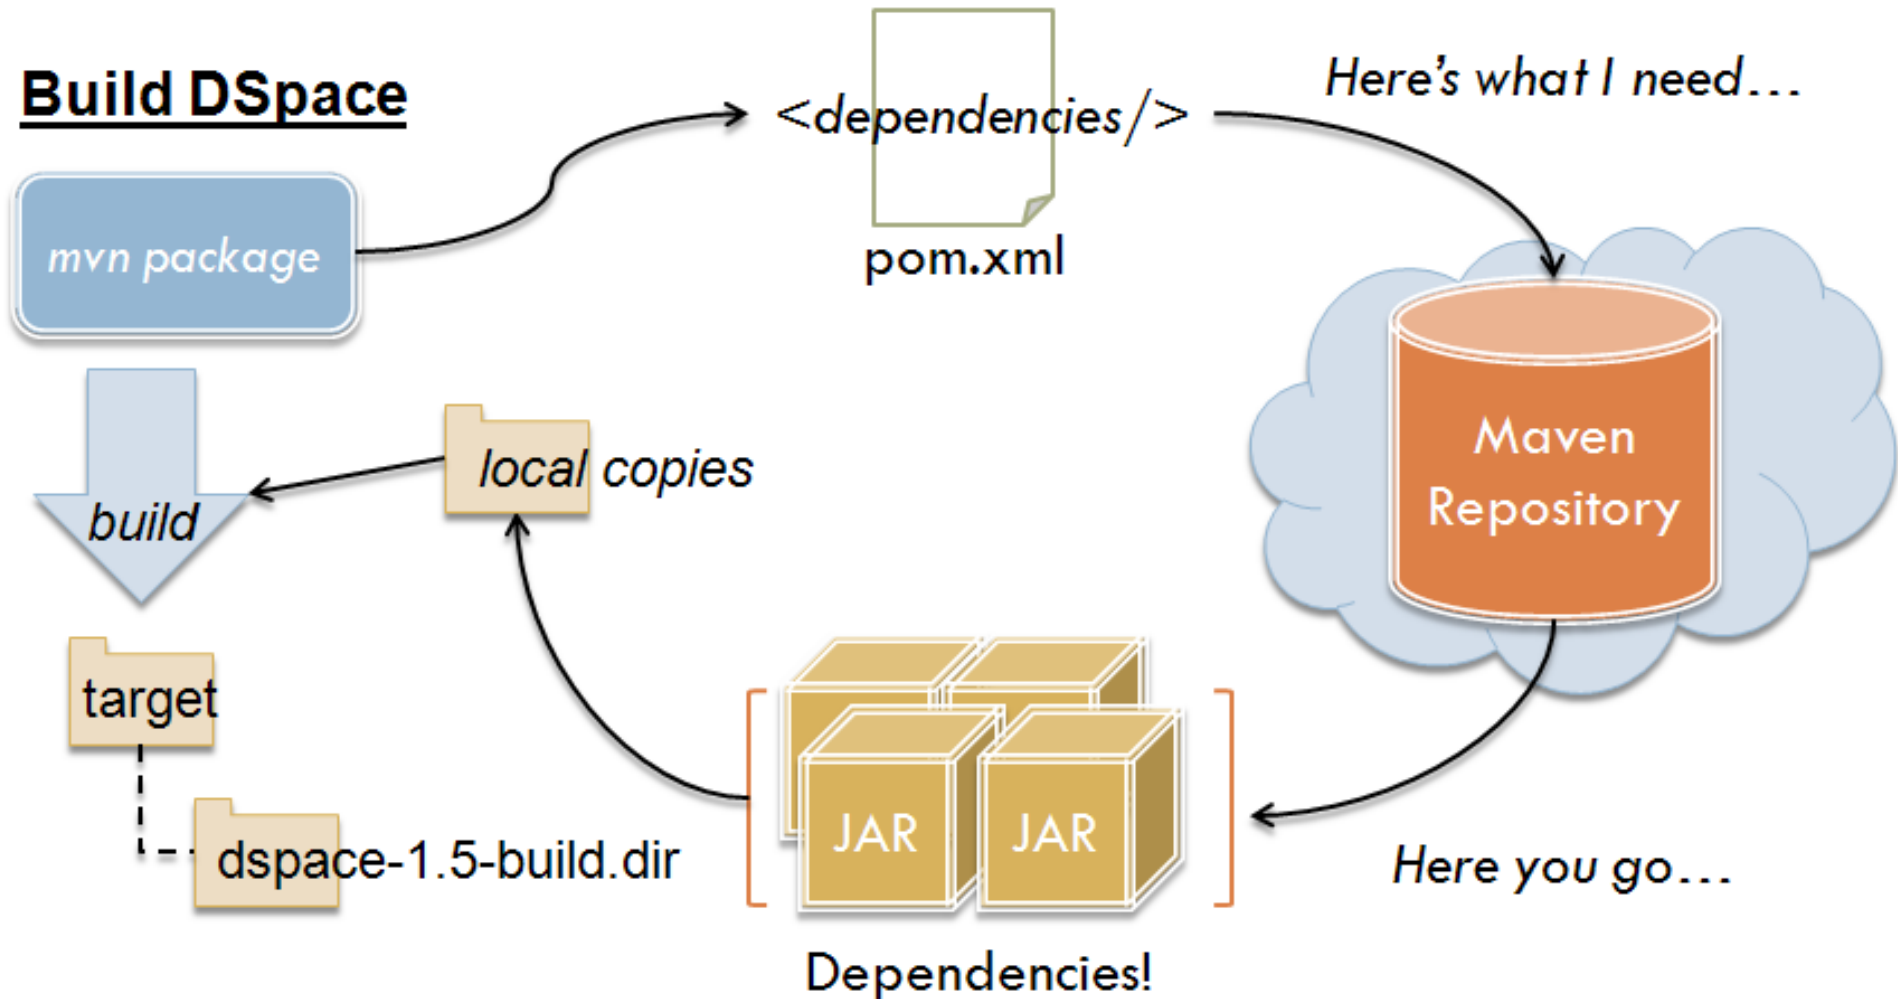 Build DSpace
mvn package
<dependencies/>
pom.xml
Here's what I need...
Maven
Repository
Here you go...
JAR
JAR
Dependencies!
local copies
build
target
dspace-1.5-build.dir